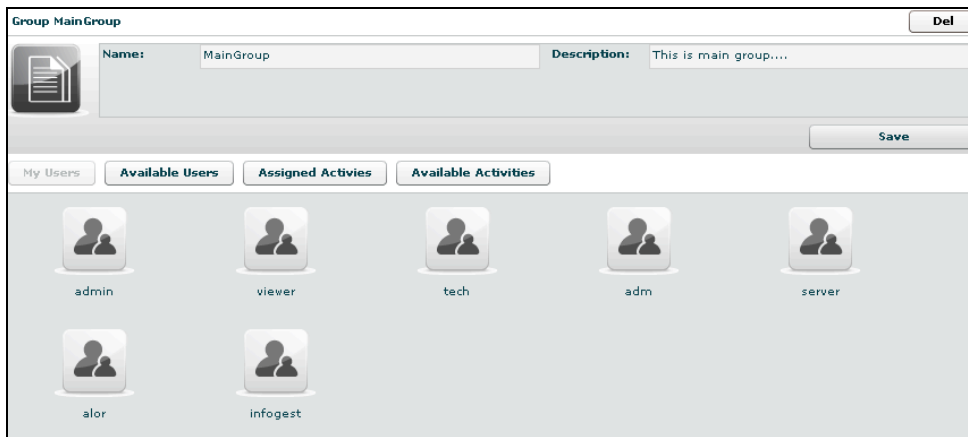 Group MainGroup Del
Name: MainGroup Description: This is main group....
Save
My Users Available Users Assigned Activies Available Activities
admin viewer tech adm server
alor infogest